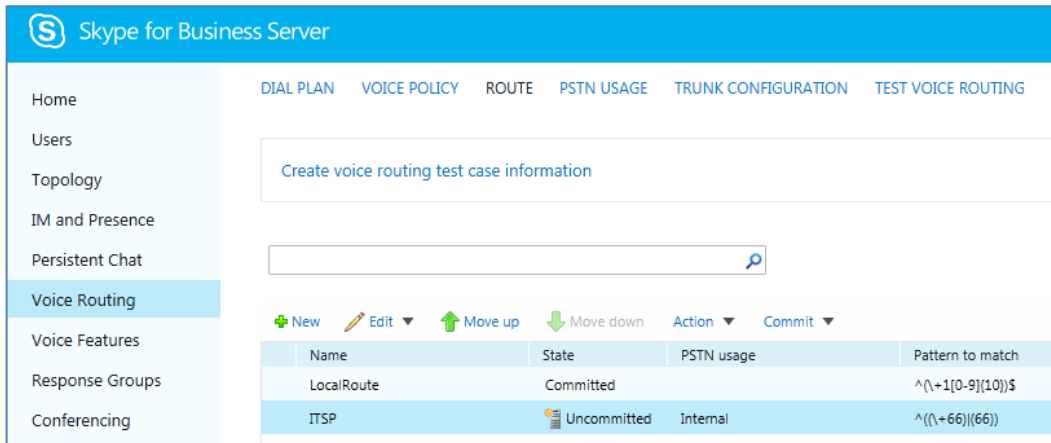 Skype for Business Server
Home
Users
Topology
IM and Presence
Persistent Chat
Voice Routing
Voice Features
Response Groups
Conferencing
DIAL PLAN VOICE POLICY ROUTE PSTN USAGE TRUNK CONFIGURATION TEST VOICE ROUTING
Create voice routing test case information
New Edit Move up Move down Action Commit
Name State PSTN usage Pattern to match
LocalRoute Committed ^(\+1[0-9]{10})$
ITSP Uncommitted Internal ^((\+66)|(66))